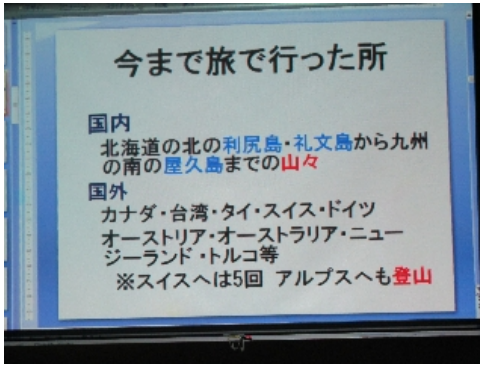 今まで旅で行った所
国内
北海道の北の利尻島・礼文島から九州
の南の屋久島までの山々
国外
カナダ・台湾・タイ・スイス・ドイツ
オーストリア・オーストラリア・ニュー
ジーランド・トルコ等
※スイスへは5回 アルプスへも登山